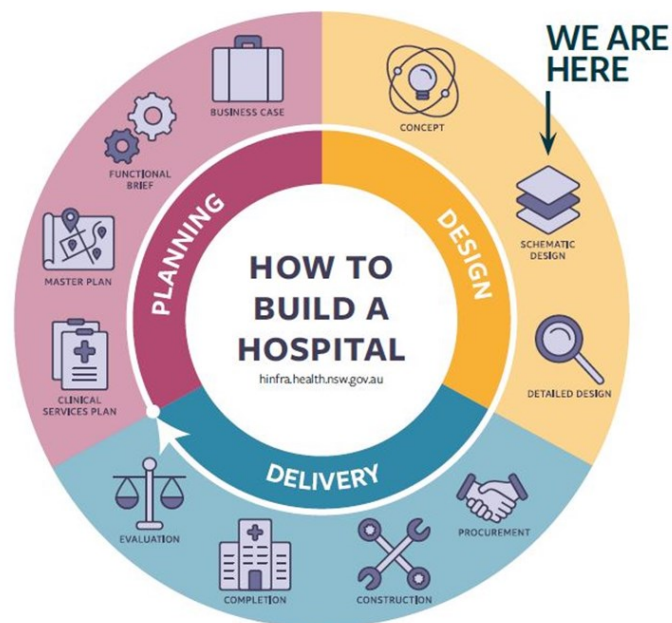 WE ARE
HERE
HOW TO
BUILD A
HOSPITAL
hinfra.health.nsw.gov.au
PLANNING
CLINICAL
SERVICES PLAN
MASTER PLAN
FUNCTIONAL
BRIEF
BUSINESS CASE
DESIGN
CONCEPT
SCHEMATIC
DESIGN
DETAILED DESIGN
DELIVERY
PROCUREMENT
CONSTRUCTION
COMPLETION
EVALUATION